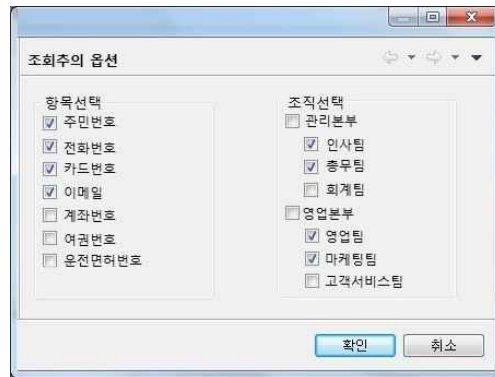 조회추의 옵션
항목선택
주민번호
전화번호
카드번호
이메일
계좌번호
여권번호
운전면허번호
조직선택
관리본부
인사팀
총무팀
회계팀
영업본부
영업팀
마케팅팀
고객서비스팀
확인
취소